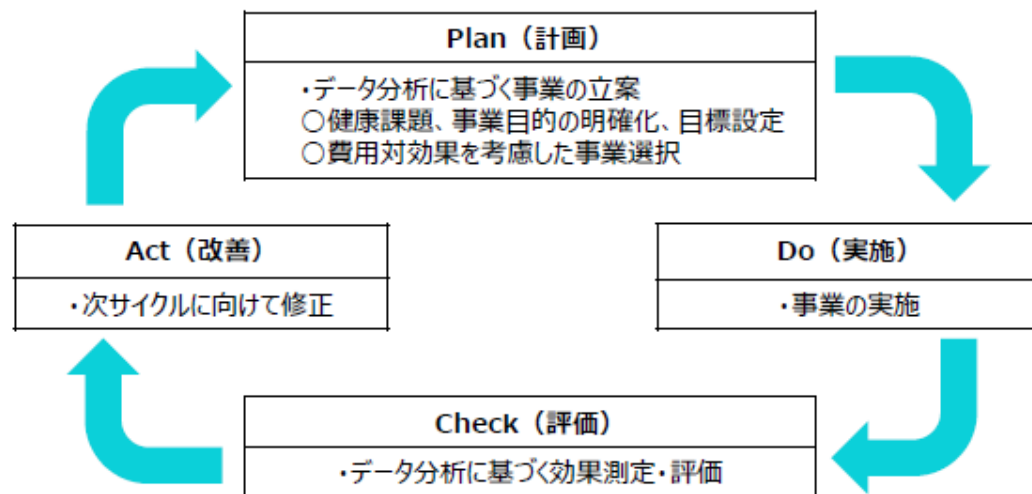 Plan（計画）
・データ分析に基づく事業の立案
○健康課題、事業目的の明確化、目標設定
○費用対効果を考慮した事業選択
Act（改善）
・次サイクルに向けて修正
Do（実施）
・事業の実施
Check（評価）
・データ分析に基づく効果測定・評価